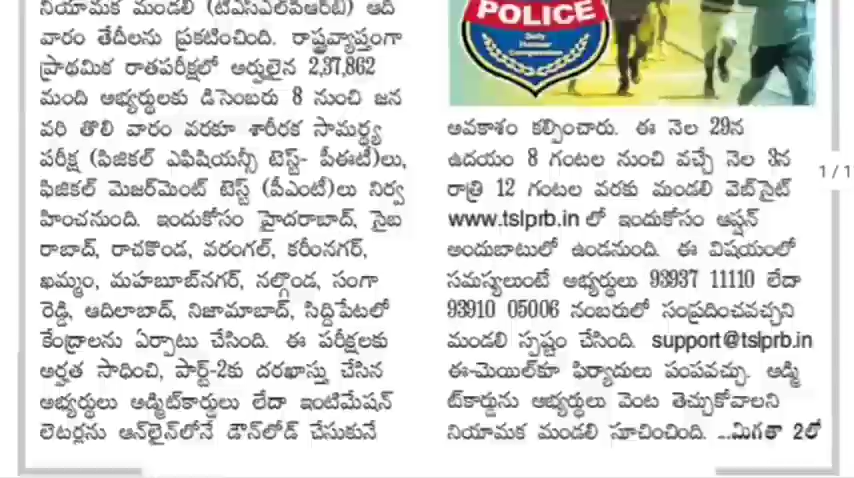 నియామక మండలి (టీఎస్ఎల్‌పీఆర్‌బీ) ఆది
వారం తేదీలను ప్రకటించింది. రాష్ట్రవ్యాప్తంగా
ప్రాథమిక రాతపరీక్షలో అర్హులైన 2,37,862
మంది అభ్యర్థులకు డిసెంబరు 8 నుంచి జన
వరి తొలి వారం వరకూ శారీరక సామర్థ్య
పరీక్ష (ఫిజికల్ ఎఫిషియన్సీ టెస్ట్- పీఈటీ)లు,
ఫిజికల్ మెజర్‌మెంట్ టెస్ట్ (పీఎంటీ)లు నిర్వ
హించనుంది. ఇందుకోసం హైదరాబాద్, సైబ
రాబాద్, రాచకొండ, వరంగల్, కరీంనగర్,
ఖమ్మం, మహబూబ్‌నగర్, నల్గొండ, సంగా
రెడ్డి, ఆదిలాబాద్, నిజామాబాద్, సిద్దిపేటలో
కేంద్రాలను ఏర్పాటు చేసింది. ఈ పరీక్షలకు
అర్హత సాధించి, పార్ట్-2కు దరఖాస్తు చేసిన
అభ్యర్థులు అడ్మిట్‌కార్డులు లేదా ఇంటిమేషన్
లెటర్లను ఆన్‌లైన్‌లోనే డౌన్‌లోడ్ చేసుకునే
POLICE
Duty
Honour
Compassion
అవకాశం కల్పించారు. ఈ నెల 29న
ఉదయం 8 గంటల నుంచి వచ్చే నెల 3న
రాత్రి 12 గంటల వరకు మండలి వెబ్‌సైట్
www.tslprb.in లో ఇందుకోసం ఆప్షన్
అందుబాటులో ఉండనుంది. ఈ విషయంలో
సమస్యలుంటే అభ్యర్థులు 93937 11110 లేదా
93910 05006 నంబరులో సంప్రదించవచ్చని
మండలి స్పష్టం చేసింది. support@tslprb.in
ఈ-మెయిల్‌కూ ఫిర్యాదులు పంపవచ్చు. అడ్మి
ట్‌కార్డును అభ్యర్థులు వెంట తెచ్చుకోవాలని
నియామక మండలి సూచించింది. ...మిగతా 2లో
1 / 1